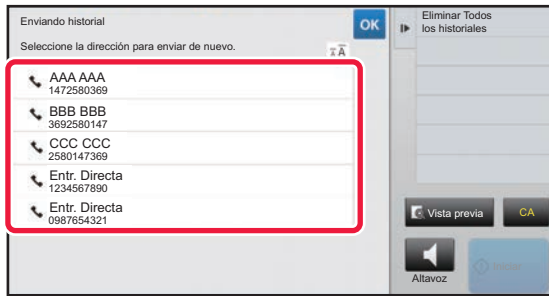 Enviando historial
OK
Seleccione la dirección para enviar de nuevo.
AAA AAA
1472580369
BBB BBB
3692580147
CCC CCC
2580147369
Entr. Directa
1234567890
Entr. Directa
0987654321
Eliminar Todos
los historiales
Vista previa
CA
Altavoz